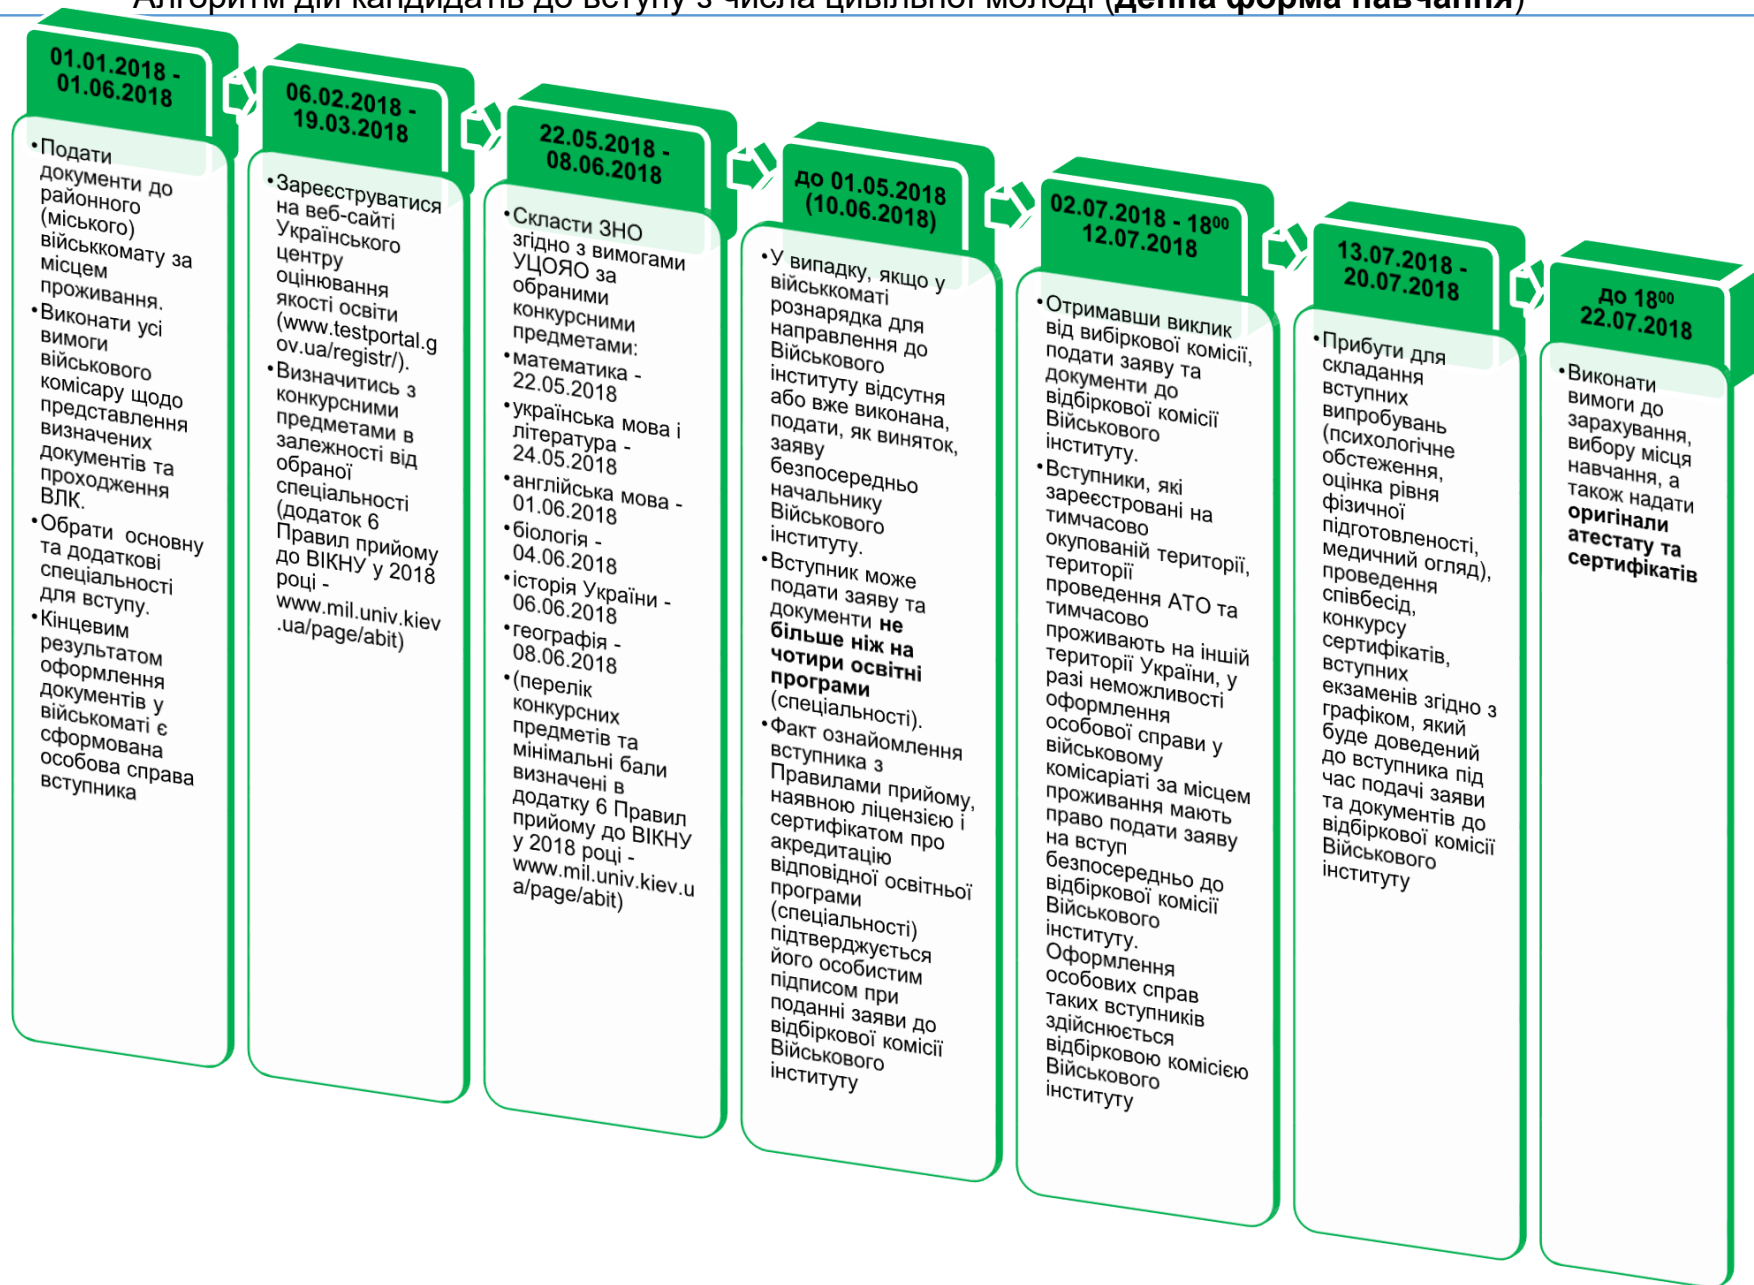 Алгоритм дій кандидатів до вступу з числа цивільної молоді (денна форма навчання)
01.01.2018 -
01.06.2018
•Подати
документи до
районного
(міського)
військкомату за
місцем
проживання.
•Виконати усі
вимоги
військового
комісару щодо
представлення
визначених
документів та
проходження
ВЛК.
•Обрати основну
та додаткові
спеціальності
для вступу.
•Кінцевим
результатом
оформлення
документів у
військоматі є
сформована
особова справа
вступника
06.02.2018 -
19.03.2018
•Зареєструватися
на веб-сайті
Українського
центру
оцінювання
якості освіти
(www.testportal.g
ov.ua/registr/).
•Визначитись з
конкурсними
предметами в
залежності від
обраної
спеціальності
(додаток 6
Правил прийому
до ВІКНУ у 2018
році -
www.mil.univ.kiev
.ua/page/abit)
22.05.2018 -
08.06.2018
•Скласти ЗНО
згідно з вимогами
УЦОЯО за
обраними
конкурсними
предметами:
•математика -
22.05.2018
•українська мова і
література -
24.05.2018
•англійська мова -
01.06.2018
•біологія -
04.06.2018
•історія України -
06.06.2018
•географія -
08.06.2018
•(перелік
конкурсних
предметів та
мінімальні бали
визначені в
додатку 6 Правил
прийому до ВІКНУ
у 2018 році -
www.mil.univ.kiev.u
a/page/abit)
до 01.05.2018
(10.06.2018)
•У випадку, якщо у
військкоматі
рознарядка для
направлення до
Військового
інституту відсутня
або вже виконана,
подати, як виняток,
заяву
безпосередньо
начальнику
Військового
інституту.
•Вступник може
подати заяву та
документи не
більше ніж на
чотири освітні
програми
(спеціальності).
•Факт ознайомлення
вступника з
Правилами прийому,
наявною ліцензією і
сертифікатом про
акредитацію
відповідної освітньої
програми
(спеціальності)
підтверджується
його особистим
підписом при
поданні заяви до
відбіркової комісії
Військового
інституту
02.07.2018 - 18⁰⁰
12.07.2018
•Отримавши виклик
від вибіркової комісії,
подати заяву та
документи до
відбіркової комісії
Військового
інституту.
•Вступники, які
зареєстровані на
тимчасово
окупованій території,
території
проведення АТО та
тимчасово
проживають на іншій
території України, у
разі неможливості
оформлення
особової справи у
військовому
комісаріаті за місцем
проживання мають
право подати заяву
на вступ
безпосередньо до
відбіркової комісії
Військового
інституту.
Оформлення
особових справ
таких вступників
здійснюється
відбірковою комісією
Військового
інституту
13.07.2018 -
20.07.2018
•Прибути для
складання
вступних
випробувань
(психологічне
обстеження,
оцінка рівня
фізичної
підготовленості,
медичний огляд),
проведення
співбесід,
конкурсу
сертифікатів,
вступних
екзаменів згідно з
графіком, який
буде доведений
до вступника під
час подачі заяви
та документів до
відбіркової комісії
Військового
інституту
до 18⁰⁰
22.07.2018
•Виконати
вимоги до
зарахування,
вибору місця
навчання, а
також надати
оригінали
атестату та
сертифікатів